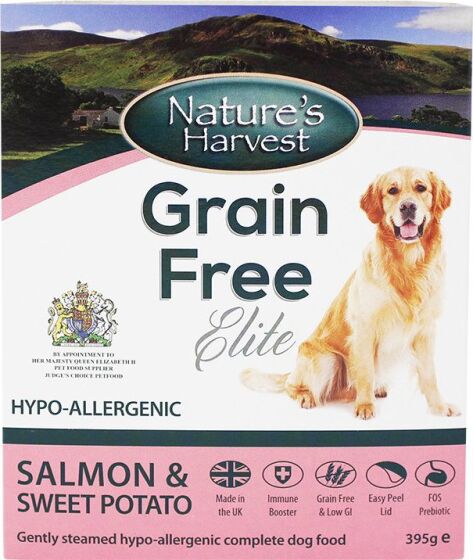 Nature's
Harvest
Grain
Free
Elite
BY APPOINTMENT TO
HER MAJESTY QUEEN ELIZABETH II
PET FOOD SUPPLIER
JUDGE'S CHOICE PETFOOD
HYPO-ALLERGENIC
SALMON &
SWEET POTATO
Made in
the UK
Immune
Booster
Grain Free
& Low GI
Easy Peel
Lid
FOS
Prebiotic
Gently steamed hypo-allergenic complete dog food
395g e